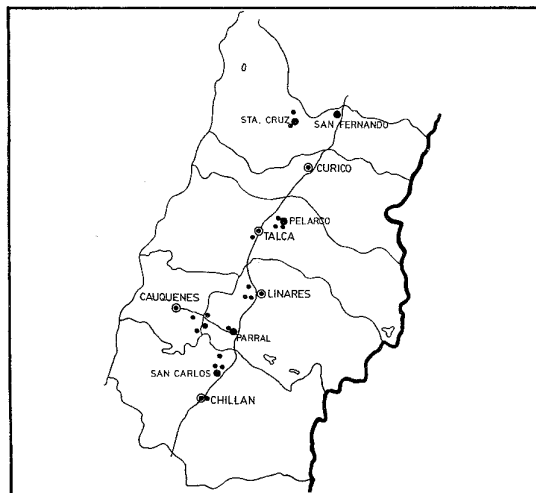 STA. CRUZ
SAN FERNANDO
CURICO
PELARCO
TALCA
LINARES
CAUQUENES
PARRAL
SAN CARLOS
CHILLAN